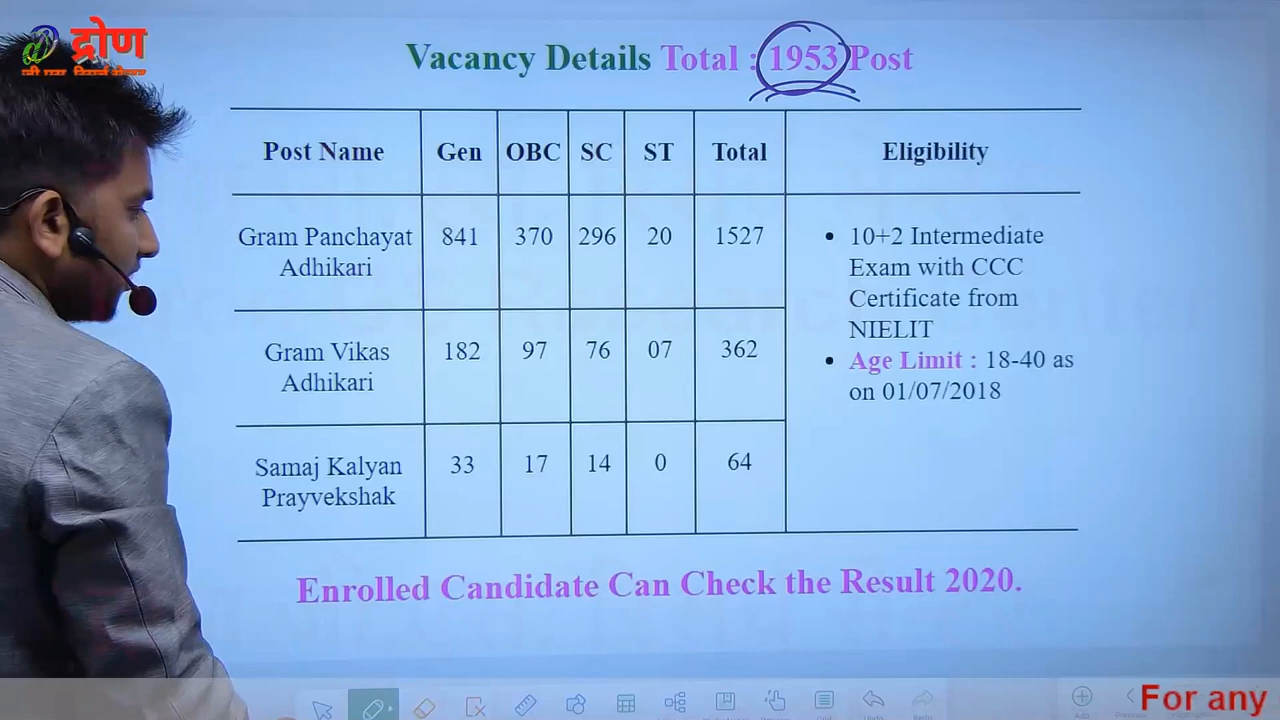 द्रोण
Vacancy Details Total : 1953 Post
Post Name Gen OBC SC ST Total Eligibility
Gram Panchayat
Adhikari
841 370 296 20 1527
Gram Vikas
Adhikari
182 97 76 07 362
Samaj Kalyan
Prayvekshak
33 17 14 0 64
• 10+2 Intermediate
Exam with CCC
Certificate from
NIELIT
• Age Limit : 18-40 as
on 01/07/2018
Enrolled Candidate Can Check the Result 2020.
Add
For any